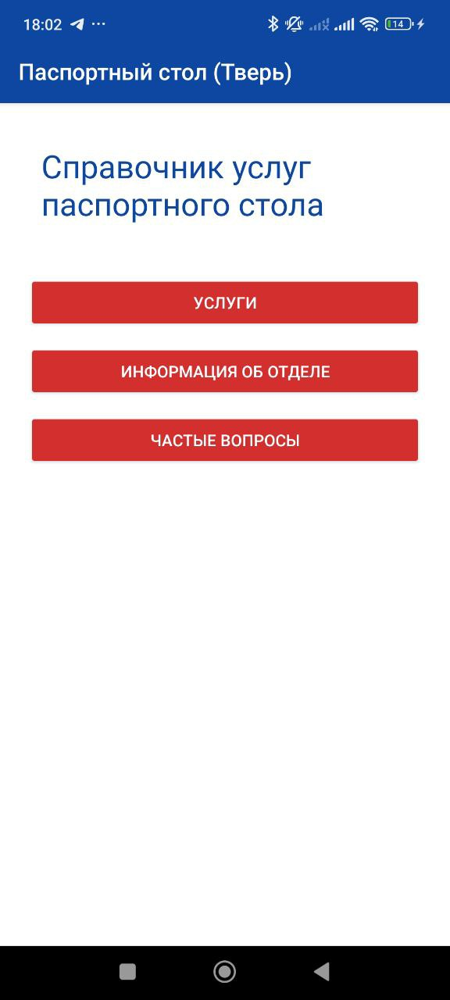 18:02
14
Паспортный стол (Тверь)
Справочник услуг
паспортного стола
УСЛУГИ
ИНФОРМАЦИЯ ОБ ОТДЕЛЕ
ЧАСТЫЕ ВОПРОСЫ